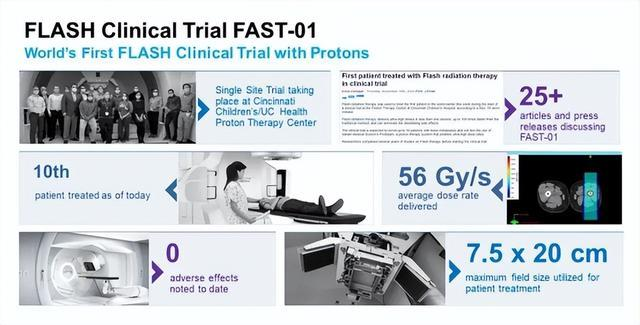 FLASH Clinical Trial FAST-01
World's First FLASH Clinical Trial with Protons
Single Site Trial taking
place at Cincinnati
Children's/UC Health
Proton Therapy Center
First patient treated with Flash radiation therapy
in clinical trial
25+
articles and press
releases discussing
FAST-01
10th
patient treated as of today
56 Gy/s
average dose rate
delivered
0
adverse effects
noted to date
7.5 x 20 cm
maximum field size utilized for
patient treatment